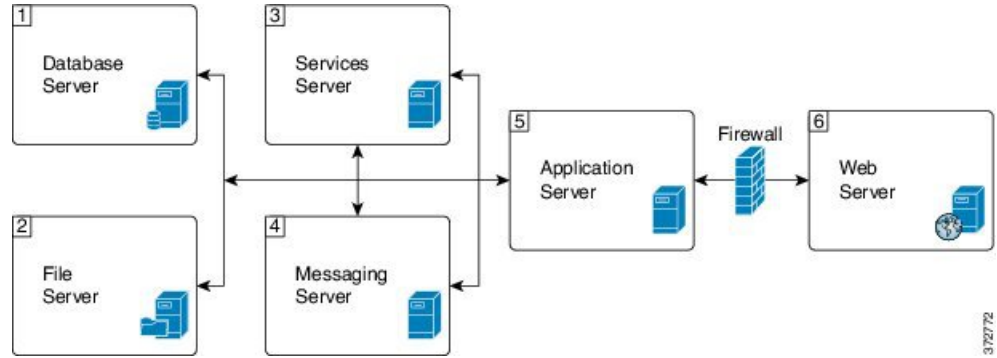 1
Database
Server
2
File
Server
3
Services
Server
4
Messaging
Server
5
Application
Server
Firewall
6
Web
Server
372772